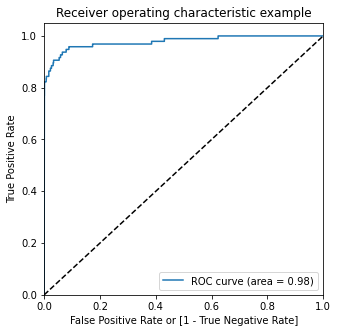 Receiver operating characteristic example
True Positive Rate
1.0
0.8
0.6
0.4
0.2
0.0
ROC curve (area = 0.98)
0.0 0.2 0.4 0.6 0.8 1.0
False Positive Rate or [1 - True Negative Rate]